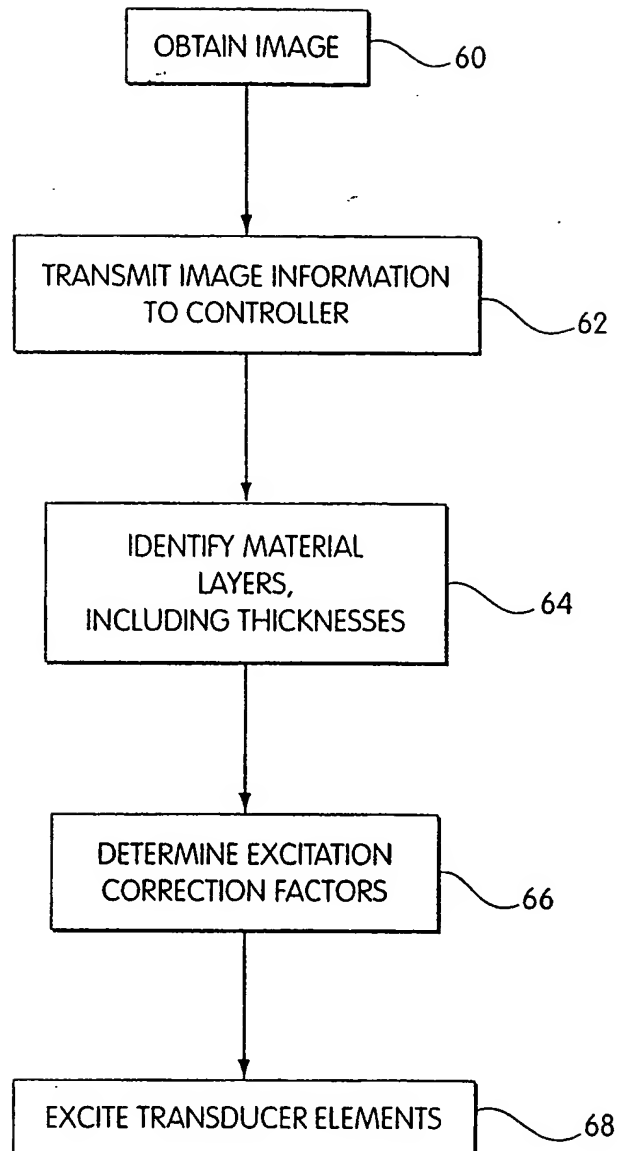 OBTAIN IMAGE
60
TRANSMIT IMAGE INFORMATION
TO CONTROLLER
62
IDENTIFY MATERIAL
LAYERS,
INCLUDING THICKNESSES
64
DETERMINE EXCITATION
CORRECTION FACTORS
66
EXCITE TRANSDUCER ELEMENTS
68